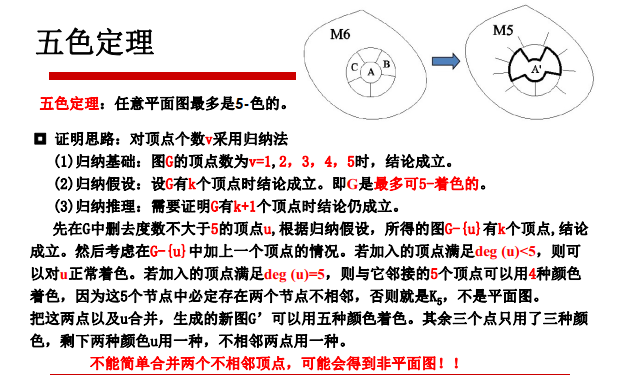 五色定理
M6
C
B
A
M5
A'
五色定理：任意平面图最多是5-色的。
证明思路：对顶点个数v采用归纳法
(1)归纳基础：图G的顶点数为v=1,2，3，4，5时，结论成立。
(2)归纳假设：设G有k个顶点时结论成立。即G是最多可5-着色的。
(3)归纳推理：需要证明G有k+1个顶点时结论仍成立。
先在G中删去度数不大于5的顶点u,根据归纳假设，所得的图G-{u}有k个顶点,结论
成立。然后考虑在G-{u}中加上一个顶点的情况。若加入的顶点满足deg (u)<5，则可
以对u正常着色。若加入的顶点满足deg (u)=5，则与它邻接的5个顶点可以用4种颜色
着色，因为这5个节点中必定存在两个节点不相邻，否则就是K₅，不是平面图。
把这两点以及u合并，生成的新图G’可以用五种颜色着色。其余三个点只用了三种颜
色，剩下两种颜色u用一种，不相邻两点用一种。
不能简单合并两个不相邻顶点，可能会得到非平面图！！